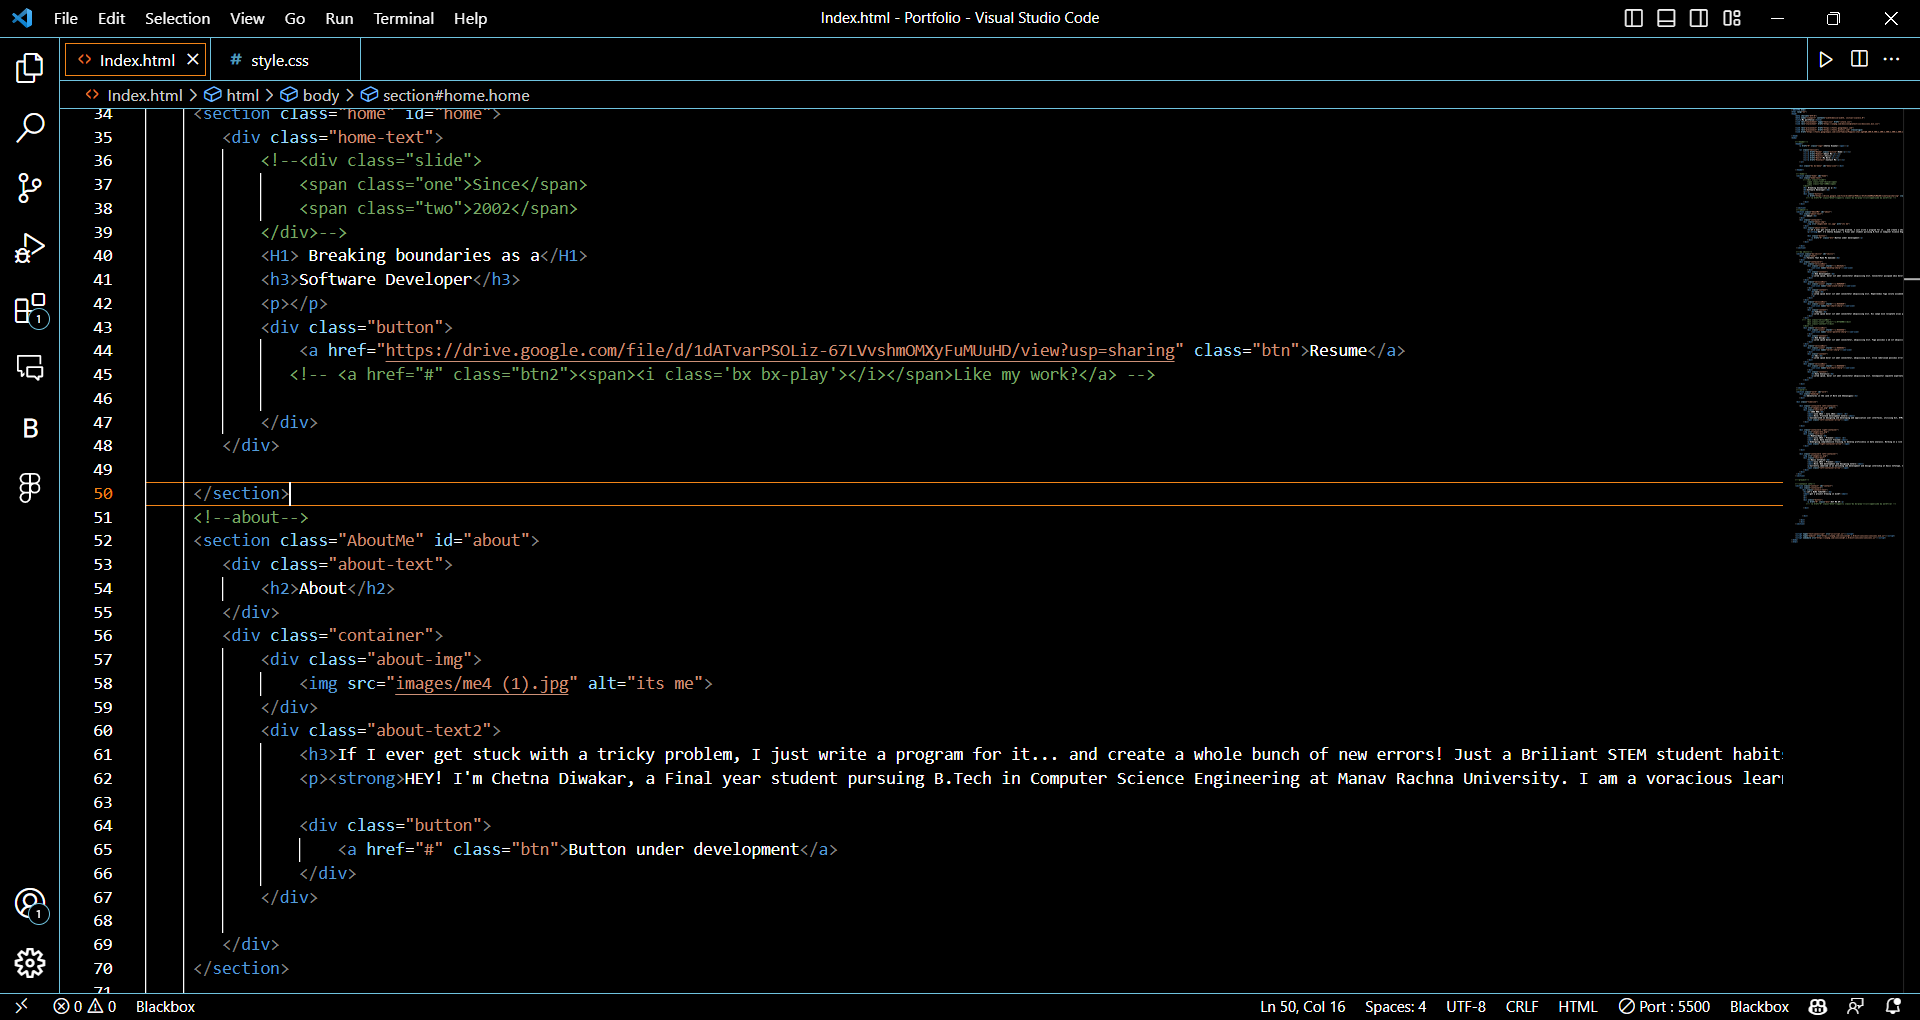 File Edit Selection View Go Run Terminal Help
Index.html - Portfolio - Visual Studio Code
<> Index.html × # style.css
<> Index.html > html > body > section#home.home
34 <section class="home" id="home">
35 <div class="home-text">
36 <!--<div class="slide">
37 <span class="one">Since</span>
38 <span class="two">2002</span>
39 </div>-->
40 <H1> Breaking boundaries as a</H1>
41 <h3>Software Developer</h3>
42 <p></p>
43 <div class="button">
44 <a href="https://drive.google.com/file/d/1dATvarPSOLiz-67LVvshmOMXyFuMUuHD/view?usp=sharing" class="btn">Resume</a>
45 <!-- <a href="#" class="btn2"><span><i class='bx bx-play'></i></span>Like my work?</a> -->
46
47 </div>
48 </div>
49
50 </section>
51 <!--about-->
52 <section class="AboutMe" id="about">
53 <div class="about-text">
54 <h2>About</h2>
55 </div>
56 <div class="container">
57 <div class="about-img">
58 <img src="images/me4 (1).jpg" alt="its me">
59 </div>
60 <div class="about-text2">
61 <h3>If I ever get stuck with a tricky problem, I just write a program for it... and create a whole bunch of new errors! Just a Briliant STEM student habit
62 <p><strong>HEY! I'm Chetna Diwakar, a Final year student pursuing B.Tech in Computer Science Engineering at Manav Rachna University. I am a voracious lear
63
64 <div class="button">
65 <a href="#" class="btn">Button under development</a>
66 </div>
67 </div>
68
69 </div>
70 </section>
71
1
B
1
0 0 Blackbox
Ln 50, Col 16 Spaces: 4 UTF-8 CRLF HTML Port : 5500 Blackbox